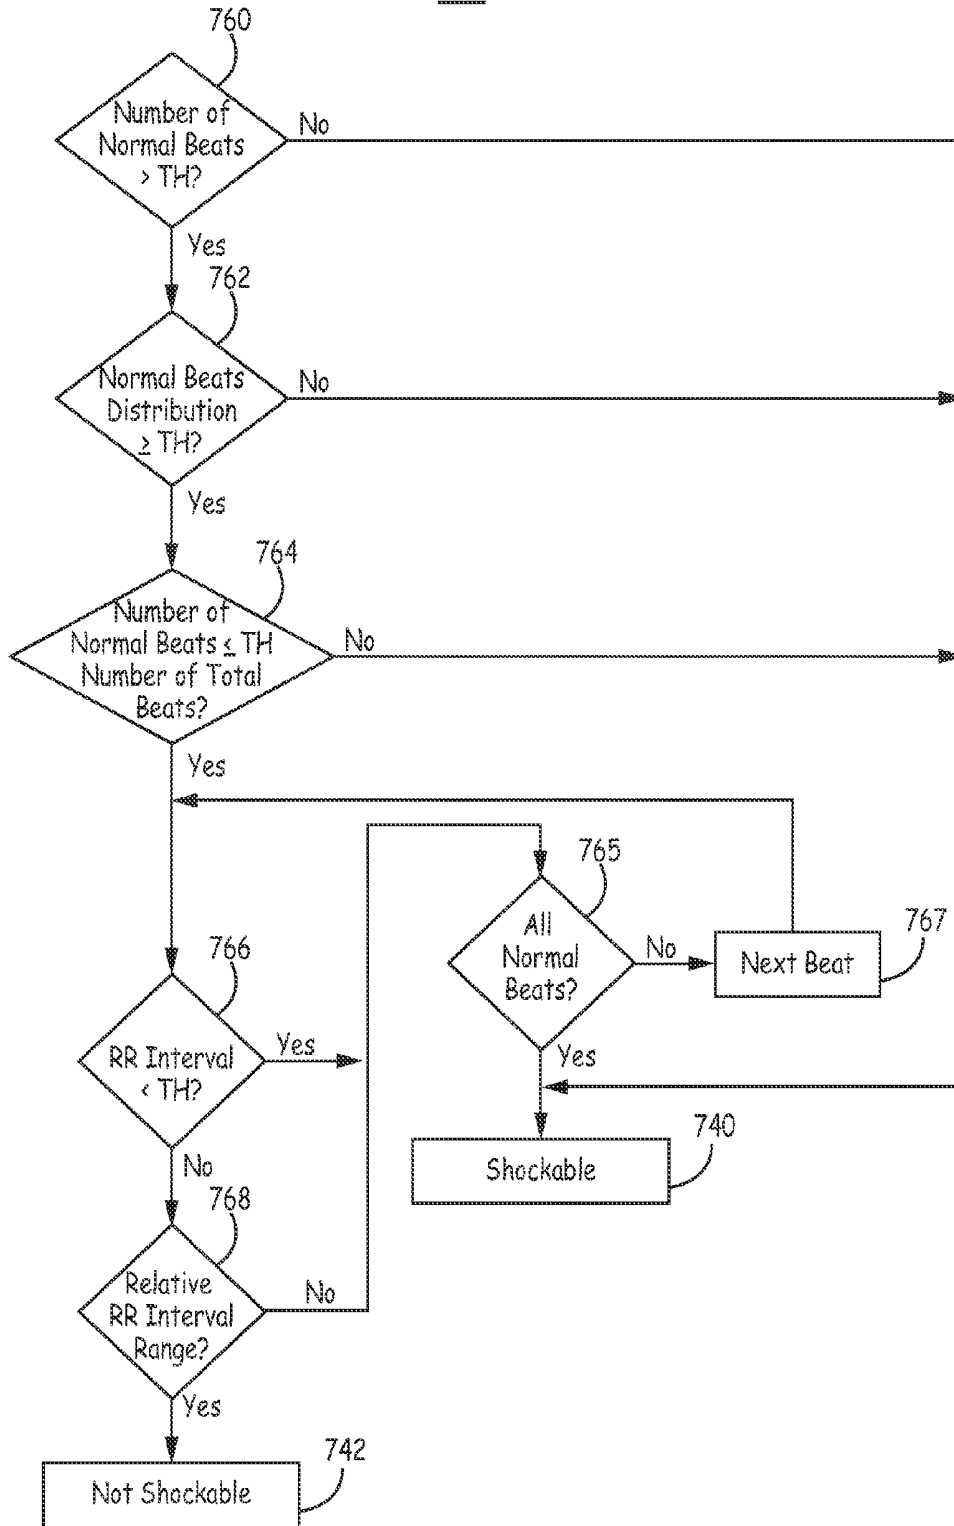 760
Number of
Normal Beats
> TH?
No
Yes
762
Normal Beats
Distribution
≥ TH?
No
Yes
764
Number of
Normal Beats ≤ TH
Number of Total
Beats?
No
Yes
765
All
Normal
Beats?
No
767
Next Beat
Yes
766
RR Interval
< TH?
Yes
No
740
Shockable
768
Relative
RR Interval
Range?
No
Yes
742
Not Shockable